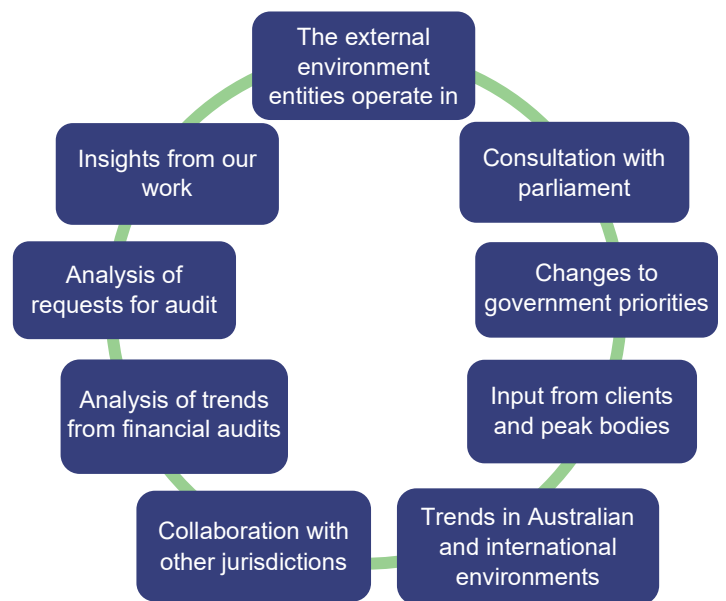 The external
environment
entities operate in
Consultation with
parliament
Changes to
government priorities
Input from clients
and peak bodies
Trends in Australian
and international
environments
Collaboration with
other jurisdictions
Analysis of trends
from financial audits
Analysis of
requests for audit
Insights from our
work